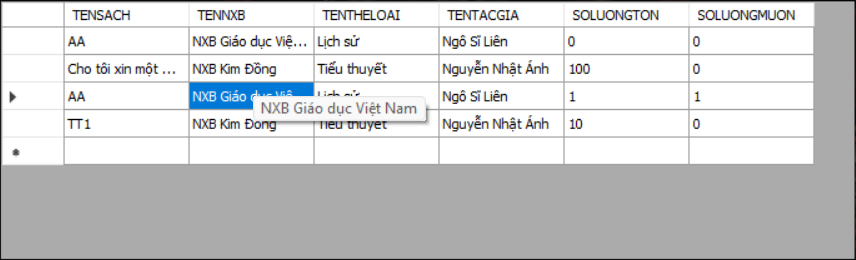 TENSACH TENNXB TENTHELOAI TENTACGIA SOLUONGTON SOLUONGMUON
AA NXB Giáo dục Việ... Lịch sử Ngô Sĩ Liên 0 0
Cho tôi xin một ... NXB Kim Đồng Tiểu thuyết Nguyễn Nhật Ánh 100 0
AA NXB Giáo dục Việ... Lịch sử Ngô Sĩ Liên 1 1
NXB Giáo dục Việt Nam
TT1 NXB Kim Đồng Tiểu thuyết Nguyễn Nhật Ánh 10 0